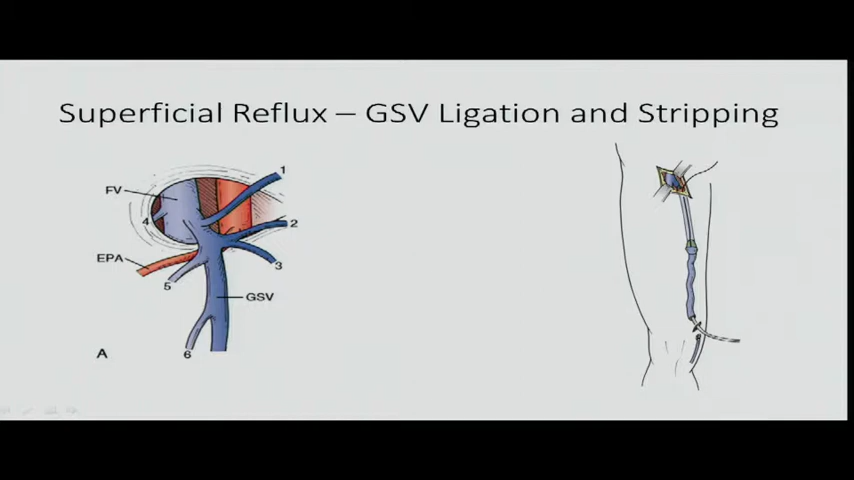 Superficial Reflux – GSV Ligation and Stripping
1
FV
4
2
EPA
3
5
GSV
A
6